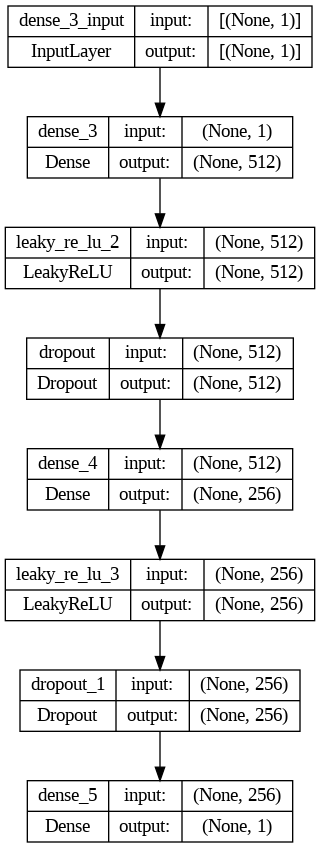 dense_3_input input: [(None, 1)]
InputLayer output: [(None, 1)]
dense_3 input: (None, 1)
Dense output: (None, 512)
leaky_re_lu_2 input: (None, 512)
LeakyReLU output: (None, 512)
dropout input: (None, 512)
Dropout output: (None, 512)
dense_4 input: (None, 512)
Dense output: (None, 256)
leaky_re_lu_3 input: (None, 256)
LeakyReLU output: (None, 256)
dropout_1 input: (None, 256)
Dropout output: (None, 256)
dense_5 input: (None, 256)
Dense output: (None, 1)